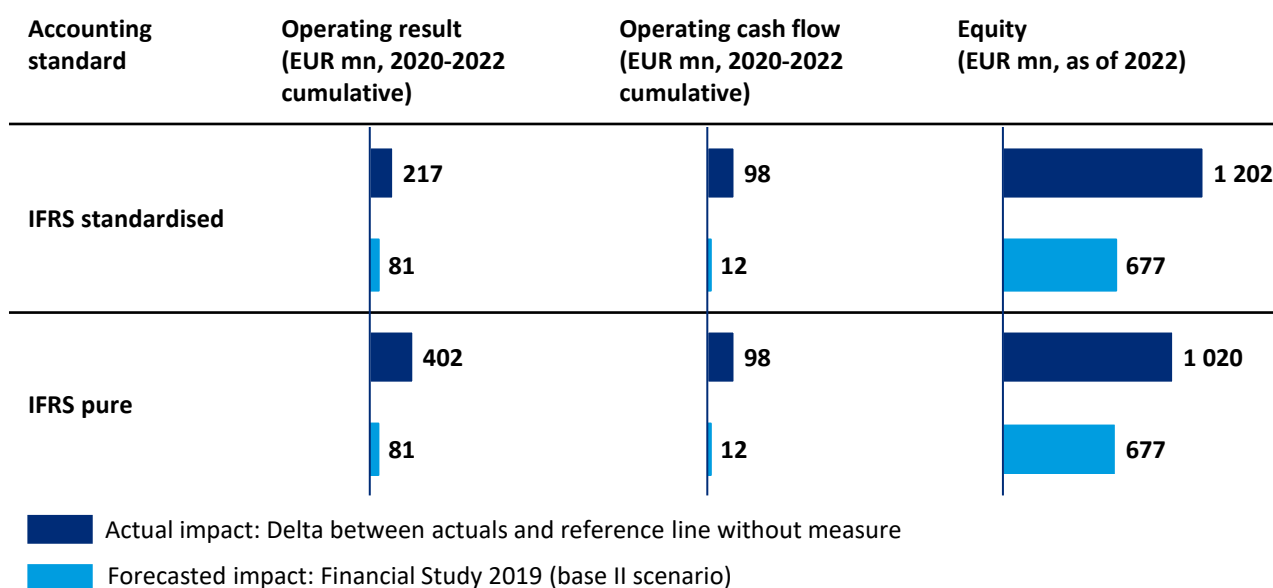 Accounting
standard
Operating result
(EUR mn, 2020-2022
cumulative)
Operating cash flow
(EUR mn, 2020-2022
cumulative)
Equity
(EUR mn, as of 2022)
IFRS standardised
217
98
1 202
81
12
677
IFRS pure
402
98
1 020
81
12
677
Actual impact: Delta between actuals and reference line without measure
Forecasted impact: Financial Study 2019 (base II scenario)